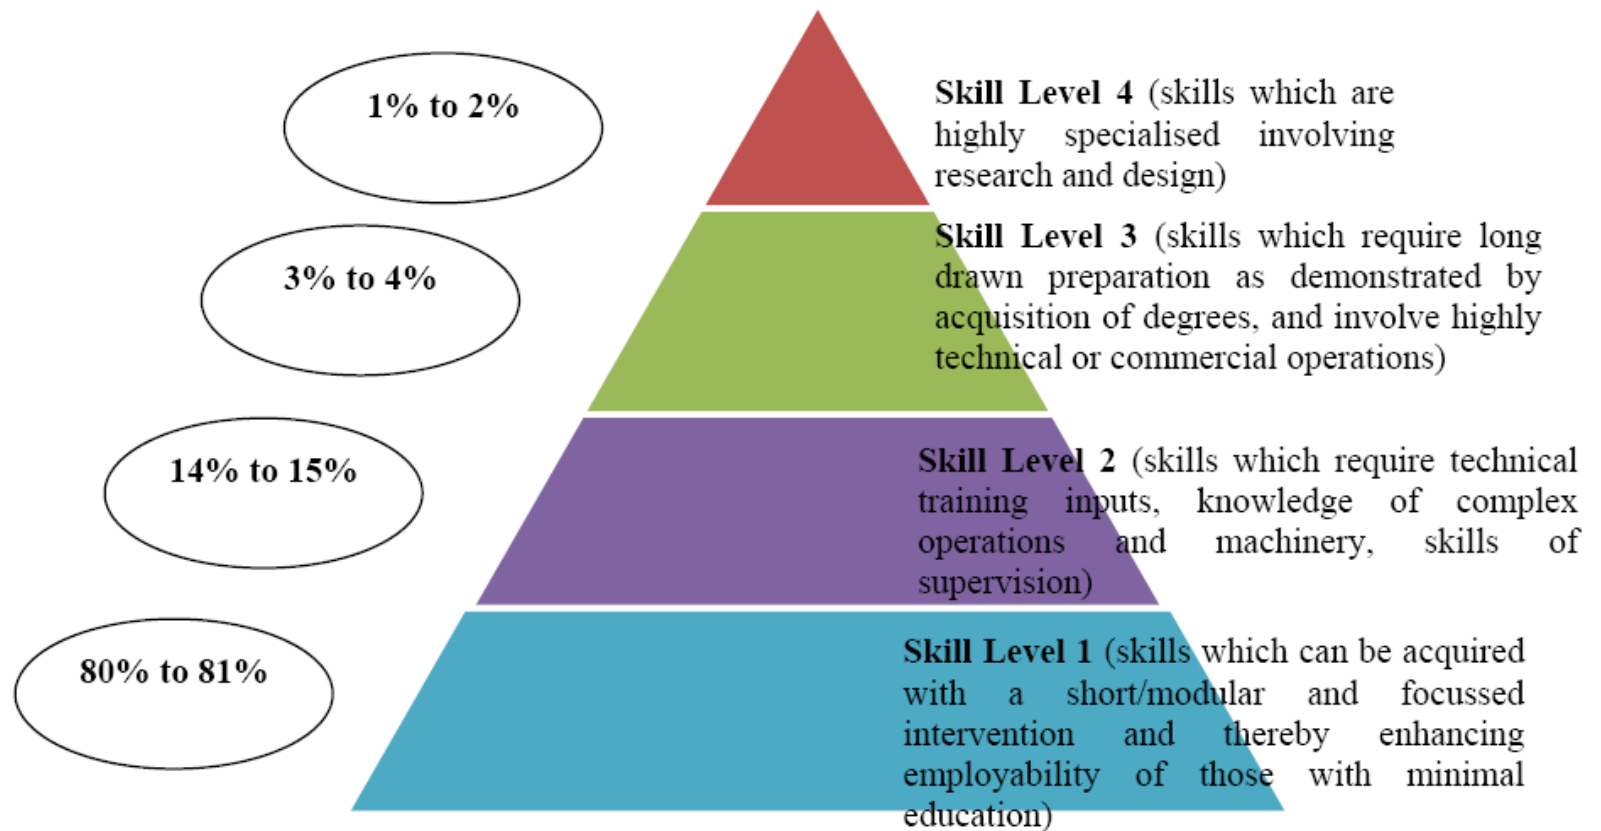 1% to 2%
Skill Level 4 (skills which are
highly specialised involving
research and design)
3% to 4%
Skill Level 3 (skills which require long
drawn preparation as demonstrated by
acquisition of degrees, and involve highly
technical or commercial operations)
14% to 15%
Skill Level 2 (skills which require technical
training inputs, knowledge of complex
operations and machinery, skills of
supervision)
80% to 81%
Skill Level 1 (skills which can be acquired
with a short/modular and focussed
intervention and thereby enhancing
employability of those with minimal
education)